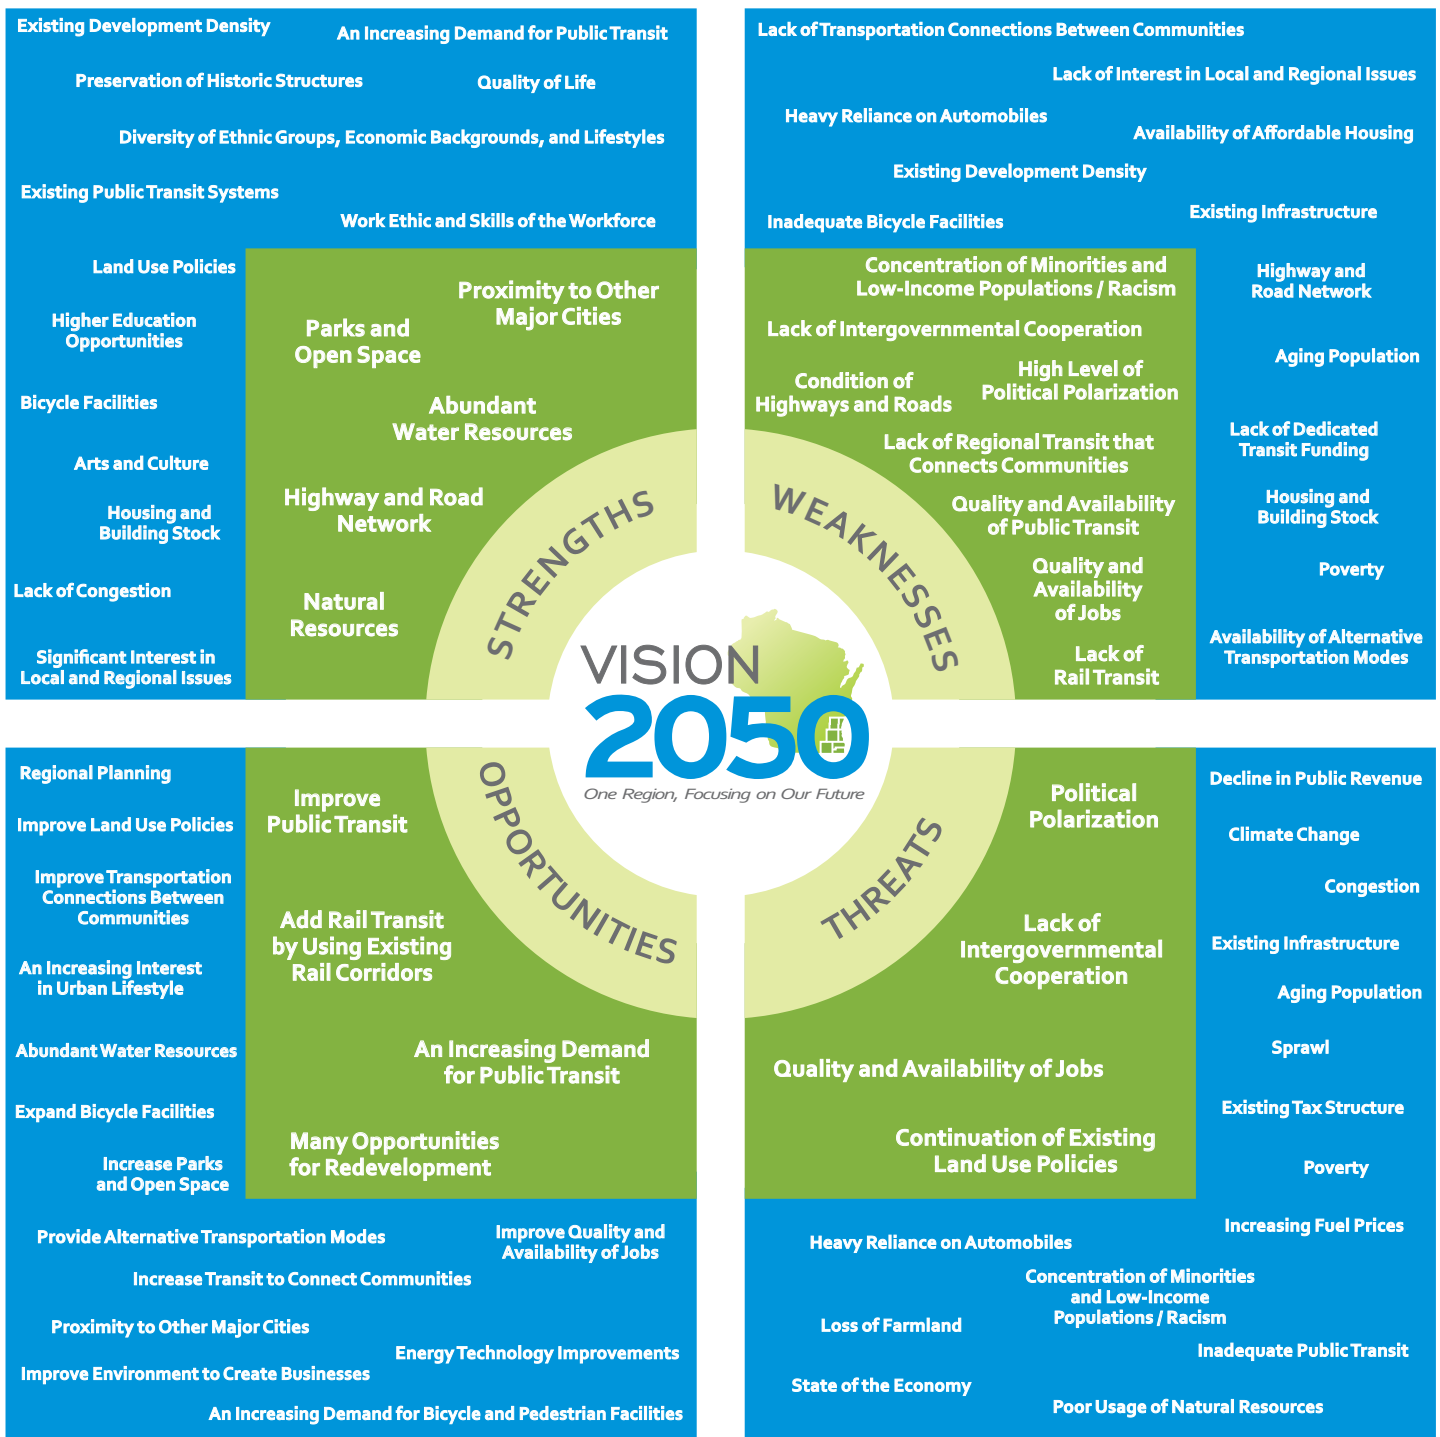 Existing Development Density
An Increasing Demand for Public Transit
Preservation of Historic Structures
Quality of Life
Diversity of Ethnic Groups, Economic Backgrounds, and Lifestyles
Existing Public Transit Systems
Work Ethic and Skills of the Workforce
Land Use Policies
Higher Education
Opportunities
Bicycle Facilities
Arts and Culture
Housing and
Building Stock
Lack of Congestion
Significant Interest in
Local and Regional Issues
Proximity to Other
Major Cities
Parks and
Open Space
Abundant
Water Resources
Highway and Road
Network
Natural
Resources
STRENGTHS
Lack of Transportation Connections Between Communities
Lack of Interest in Local and Regional Issues
Heavy Reliance on Automobiles
Availability of Affordable Housing
Existing Development Density
Existing Infrastructure
Inadequate Bicycle Facilities
Highway and
Road Network
Aging Population
Lack of Dedicated
Transit Funding
Housing and
Building Stock
Poverty
Availability of Alternative
Transportation Modes
Concentration of Minorities and
Low-Income Populations / Racism
Lack of Intergovernmental Cooperation
High Level of
Political Polarization
Condition of
Highways and Roads
Lack of Regional Transit that
Connects Communities
Quality and Availability
of Public Transit
Quality and
Availability
of Jobs
Lack of
Rail Transit
WEAKNESSES
VISION
2050
One Region, Focusing on Our Future
Regional Planning
Improve Land Use Policies
Improve Transportation
Connections Between
Communities
An Increasing Interest
in Urban Lifestyle
Abundant Water Resources
Expand Bicycle Facilities
Increase Parks
and Open Space
Provide Alternative Transportation Modes
Improve Quality and
Availability of Jobs
Increase Transit to Connect Communities
Proximity to Other Major Cities
Energy Technology Improvements
Improve Environment to Create Businesses
An Increasing Demand for Bicycle and Pedestrian Facilities
Improve
Public Transit
Add Rail Transit
by Using Existing
Rail Corridors
An Increasing Demand
for Public Transit
Many Opportunities
for Redevelopment
OPPORTUNITIES
THREATS
Political
Polarization
Lack of
Intergovernmental
Cooperation
Quality and Availability of Jobs
Continuation of Existing
Land Use Policies
Decline in Public Revenue
Climate Change
Congestion
Existing Infrastructure
Aging Population
Sprawl
Existing Tax Structure
Poverty
Increasing Fuel Prices
Heavy Reliance on Automobiles
Concentration of Minorities
and Low-Income
Populations / Racism
Loss of Farmland
Inadequate Public Transit
State of the Economy
Poor Usage of Natural Resources